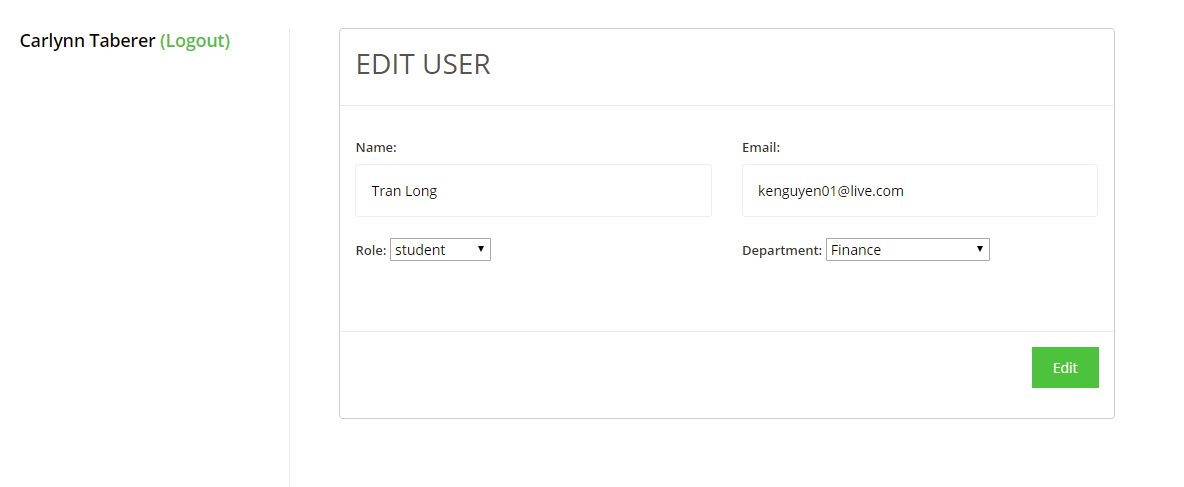 Carlynn Taberer (Logout)
EDIT USER
Name:
Email:
Tran Long
kenguyen01@live.com
Role: student
Department: Finance
Edit